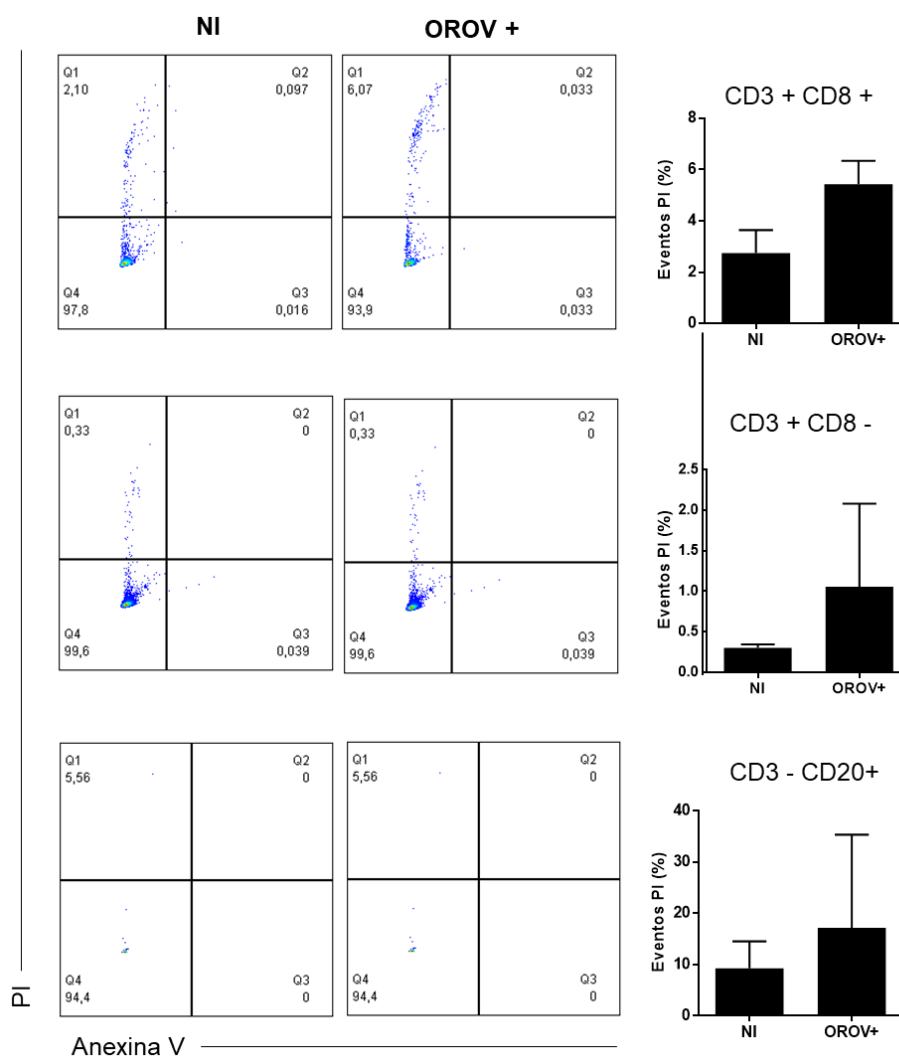 NI
OROV +
Q1
2,10
Q2
0,097
Q4
97,8
Q3
0,016
Q1
6,07
Q2
0,033
Q4
93,9
Q3
0,033
CD3 + CD8 +
Eventos PI (%)
8
6
4
2
0
NI
OROV+
Q1
0,33
Q2
0
Q4
99,6
Q3
0,039
Q1
0,33
Q2
0
Q4
99,6
Q3
0,039
CD3 + CD8 -
Eventos PI (%)
2.5
2.0
1.5
1.0
0.5
0.0
NI
OROV+
Q1
5,56
Q2
0
Q4
94,4
Q3
0
Q1
5,56
Q2
0
Q4
94,4
Q3
0
CD3 - CD20+
Eventos PI (%)
40
30
20
10
0
NI
OROV+
PI
Anexina V